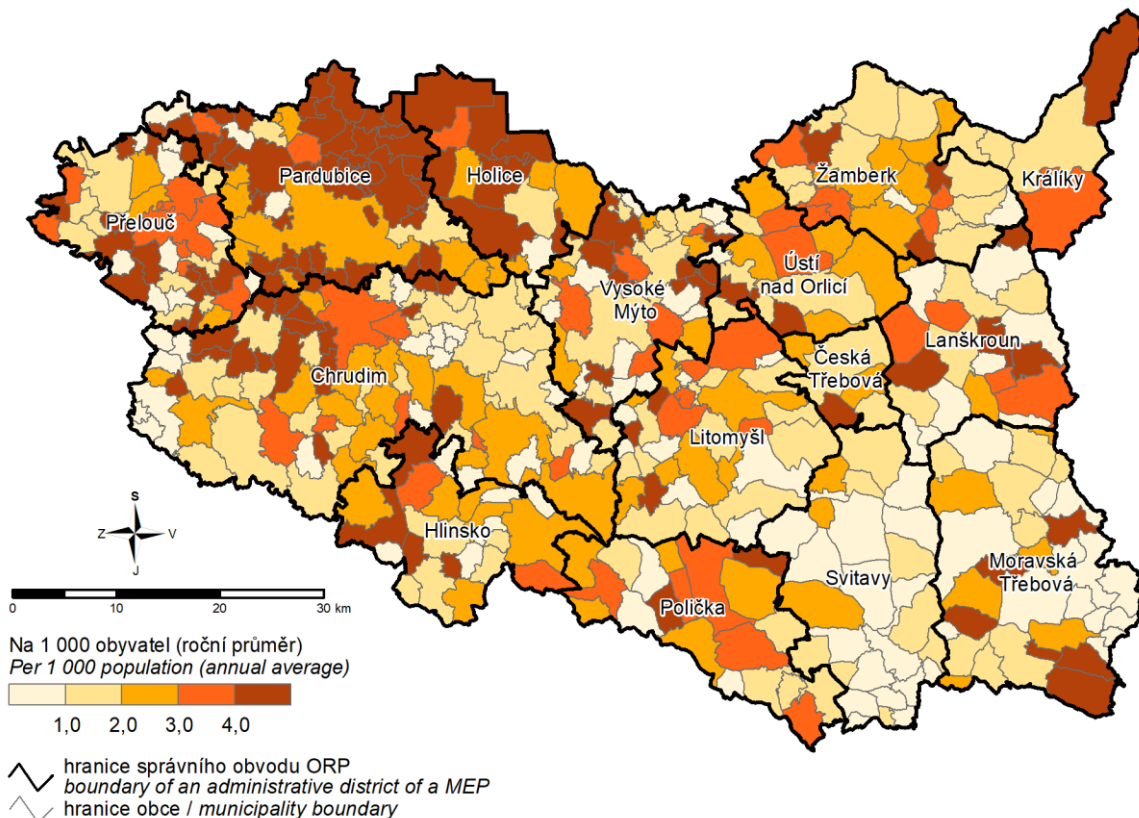 Pardubice
Holice
Žamberk
Králíky
Přelouč
Ústí
nad Orlicí
Vysoké
Mýto
Lanškroun
Česká
Třebová
Chrudim
Litomyšl
Hlinsko
Svitavy
Moravská
Třebová
Polička
S
Z V
J
0 10 20 30 km
Na 1 000 obyvatel (roční průměr)
Per 1 000 population (annual average)
1,0 2,0 3,0 4,0
hranice správního obvodu ORP
boundary of an administrative district of a MEP
hranice obce / municipality boundary